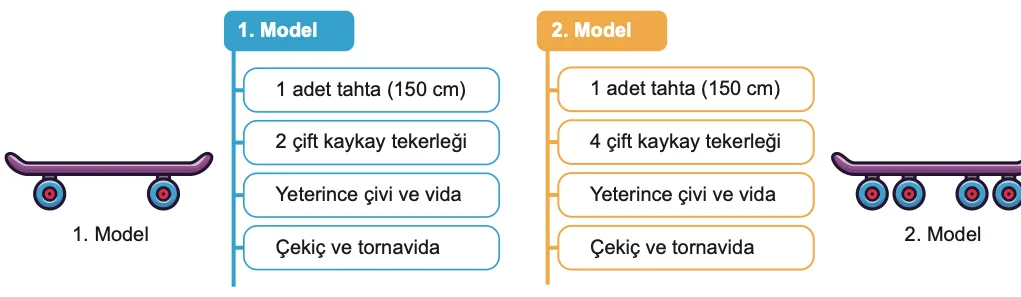 1. Model
1 adet tahta (150 cm)
2 çift kaykay tekerleği
Yeterince çivi ve vida
Çekiç ve tornavida
1. Model
2. Model
1 adet tahta (150 cm)
4 çift kaykay tekerleği
Yeterince çivi ve vida
Çekiç ve tornavida
2. Model